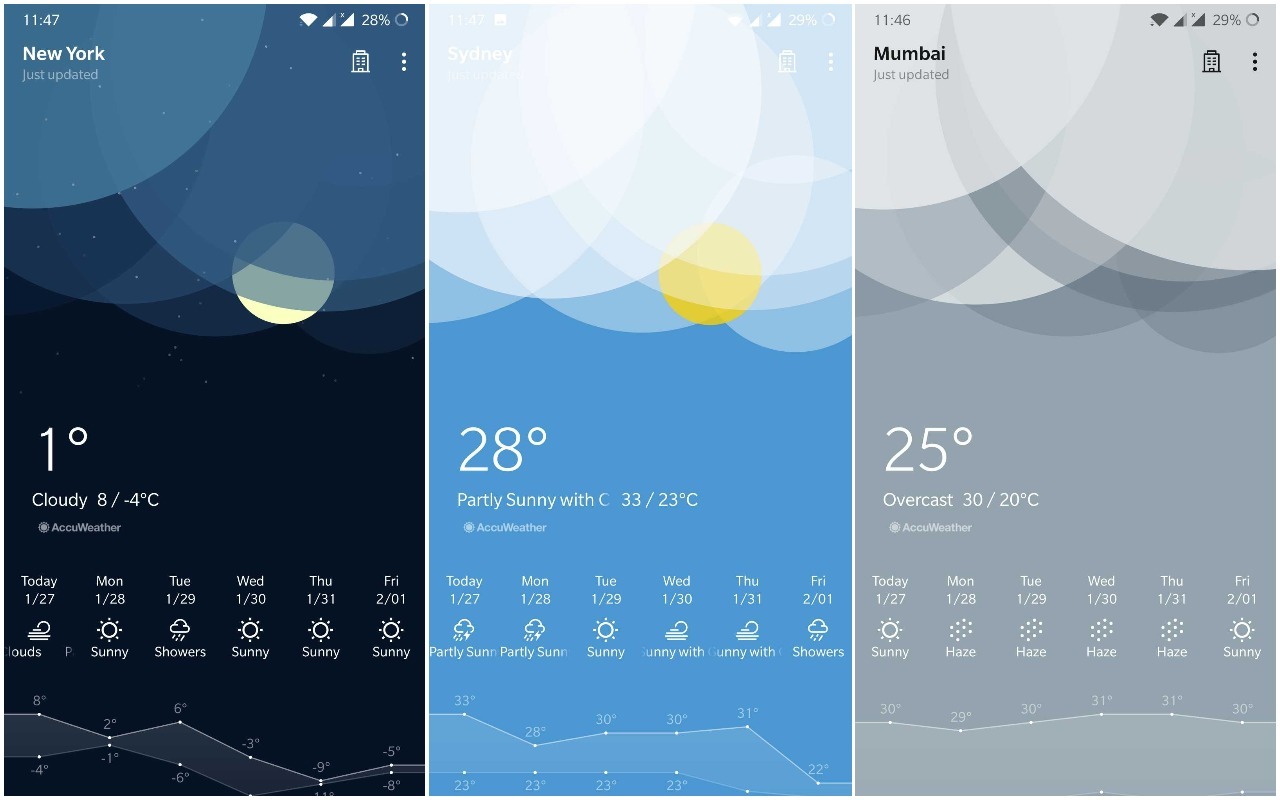 11:47
28%
New York
Just updated
1°
Cloudy 8 / -4°C
AccuWeather
Today Mon Tue Wed Thu Fri
1/27 1/28 1/29 1/30 1/31 2/01
louds P. Sunny Showers Sunny Sunny Sunny
8° 2° 6° -3° -9° -5°
-4° -1° -6° -8°
11:47
29%
Sydney
Just updated
28°
Partly Sunny with C 33 / 23°C
AccuWeather
Today Mon Tue Wed Thu Fri
1/27 1/28 1/29 1/30 1/31 2/01
Partly Sunn Partly Sunn Sunny unny with unny with Showers
33° 28° 30° 30° 31° 22°
23° 23° 23° 23°
11:46
29%
Mumbai
Just updated
25°
Overcast 30 / 20°C
AccuWeather
Today Mon Tue Wed Thu Fri
1/27 1/28 1/29 1/30 1/31 2/01
Sunny Haze Haze Haze Haze Sunny
30° 29° 30° 31° 31° 30°